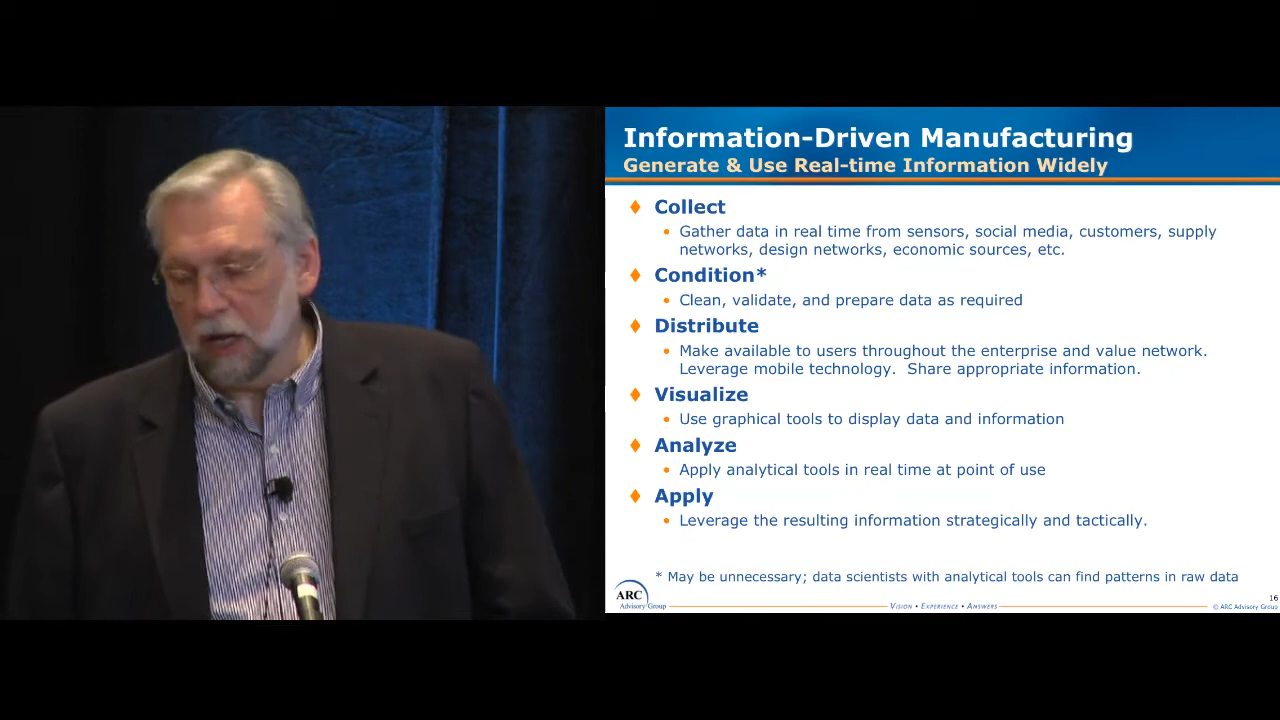 Information-Driven Manufacturing
Generate & Use Real-time Information Widely
Collect
Gather data in real time from sensors, social media, customers, supply
networks, design networks, economic sources, etc.
Condition*
Clean, validate, and prepare data as required
Distribute
Make available to users throughout the enterprise and value network.
Leverage mobile technology.  Share appropriate information.
Visualize
Use graphical tools to display data and information
Analyze
Apply analytical tools in real time at point of use
Apply
Leverage the resulting information strategically and tactically.
* May be unnecessary; data scientists with analytical tools can find patterns in raw data
ARC
Advisory Group
VISION • EXPERIENCE • ANSWERS
16
© ARC Advisory Group